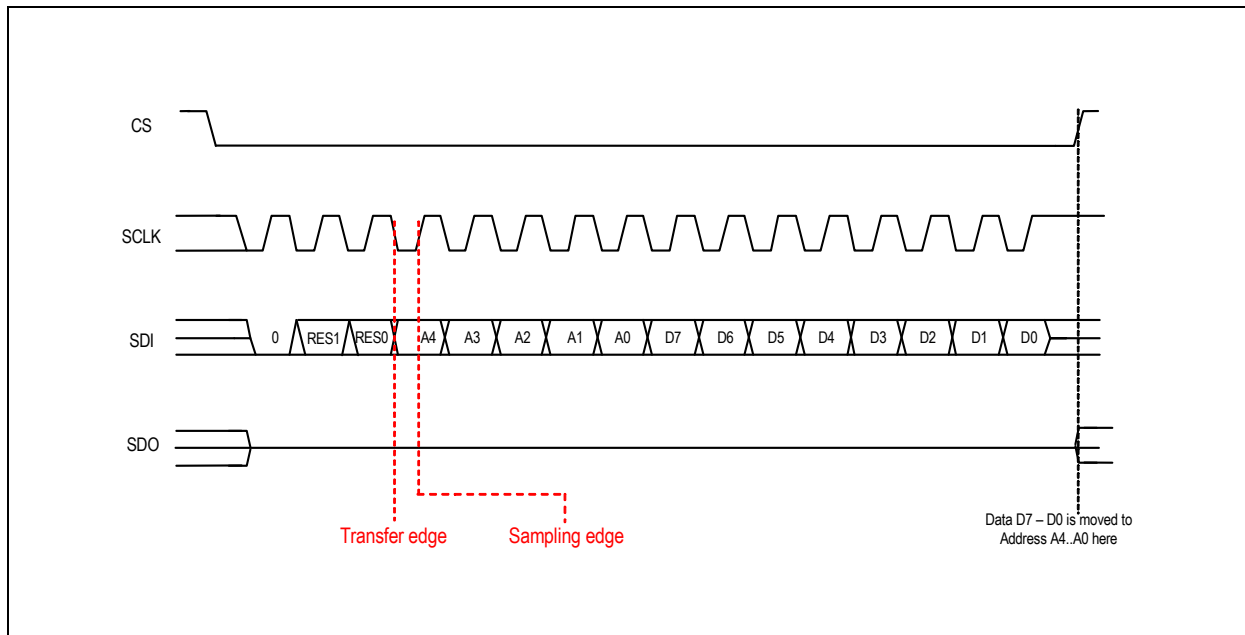 CS
SCLK
SDI
0 RES1 RES0 A4 A3 A2 A1 A0 D7 D6 D5 D4 D3 D2 D1 D0
SDO
Transfer edge
Sampling edge
Data D7 – D0 is moved to
Address A4..A0 here